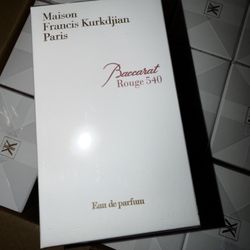 Maison
Francis Kurkdjian
Paris
Baccarat
Rouge 540
Eau de parfum